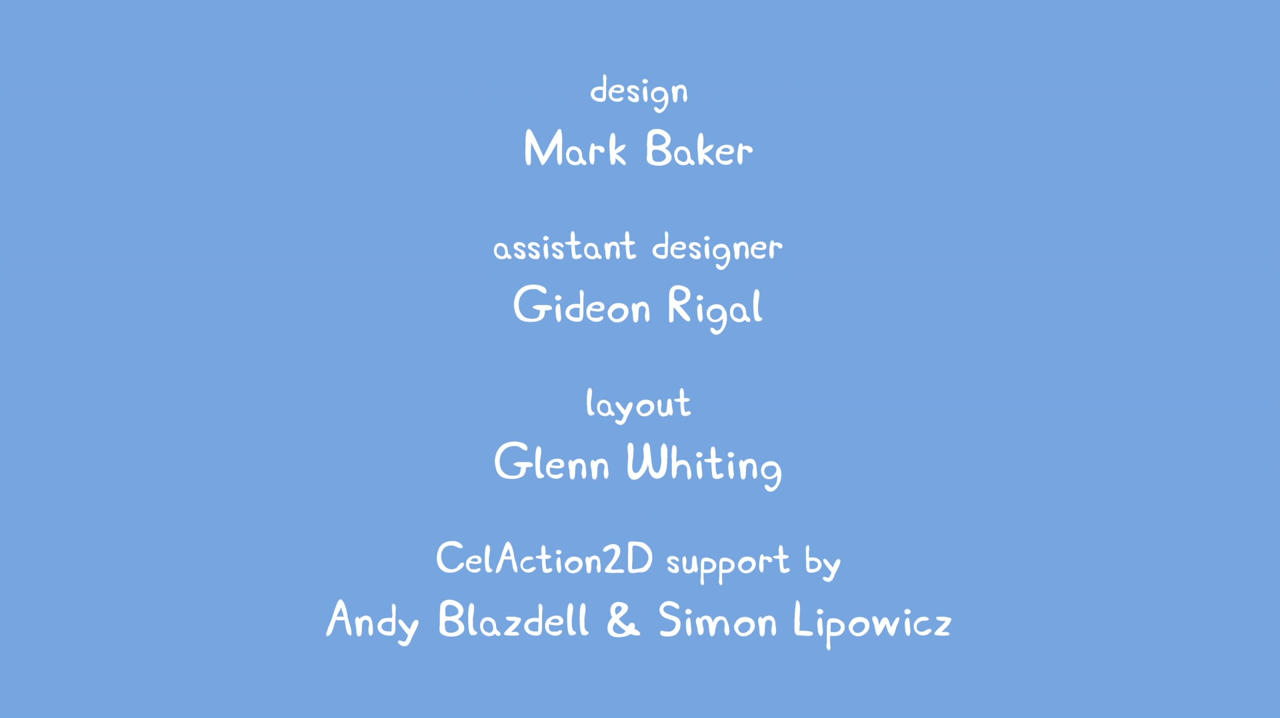 design
Mark Baker
assistant designer
Gideon Rigal
layout
Glenn Whiting
CelAction2D support by
Andy Blazdell & Simon Lipowicz